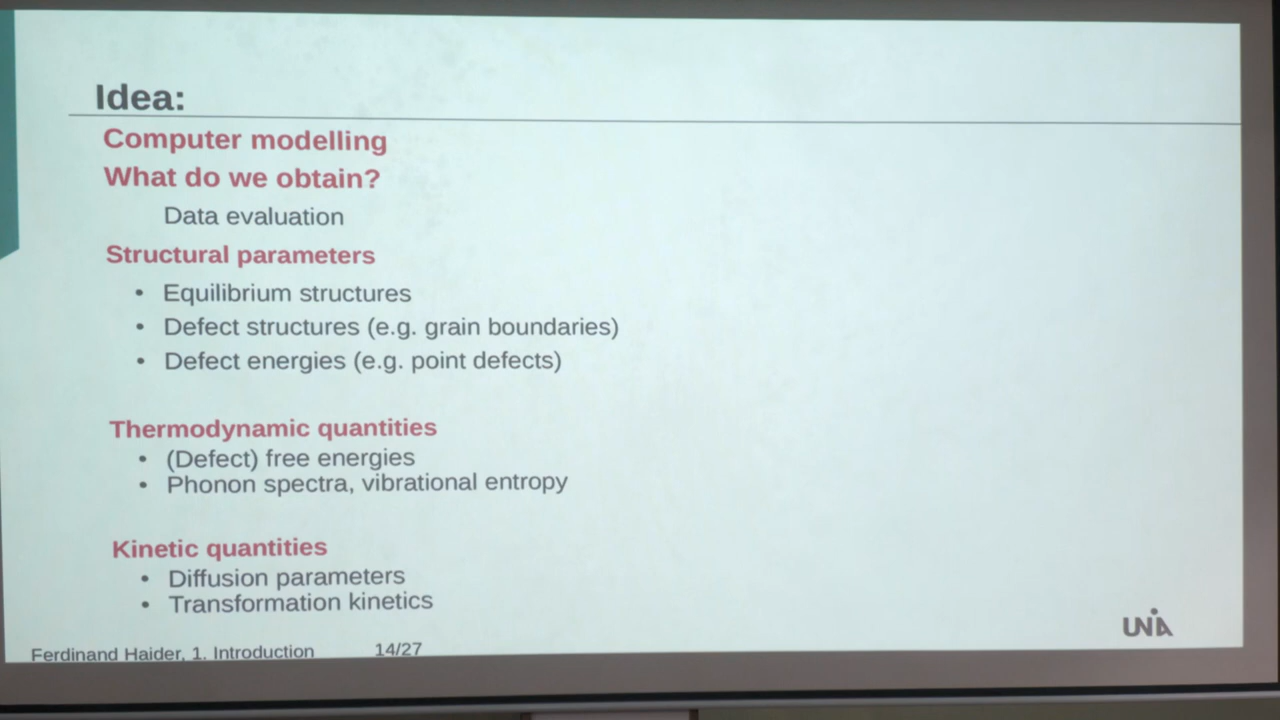 Idea:
Computer modelling
What do we obtain?
Data evaluation
Structural parameters
• Equilibrium structures
• Defect structures (e.g. grain boundaries)
• Defect energies (e.g. point defects)
Thermodynamic quantities
• (Defect) free energies
• Phonon spectra, vibrational entropy
Kinetic quantities
• Diffusion parameters
• Transformation kinetics
Ferdinand Haider, 1. Introduction 14/27
UNIA